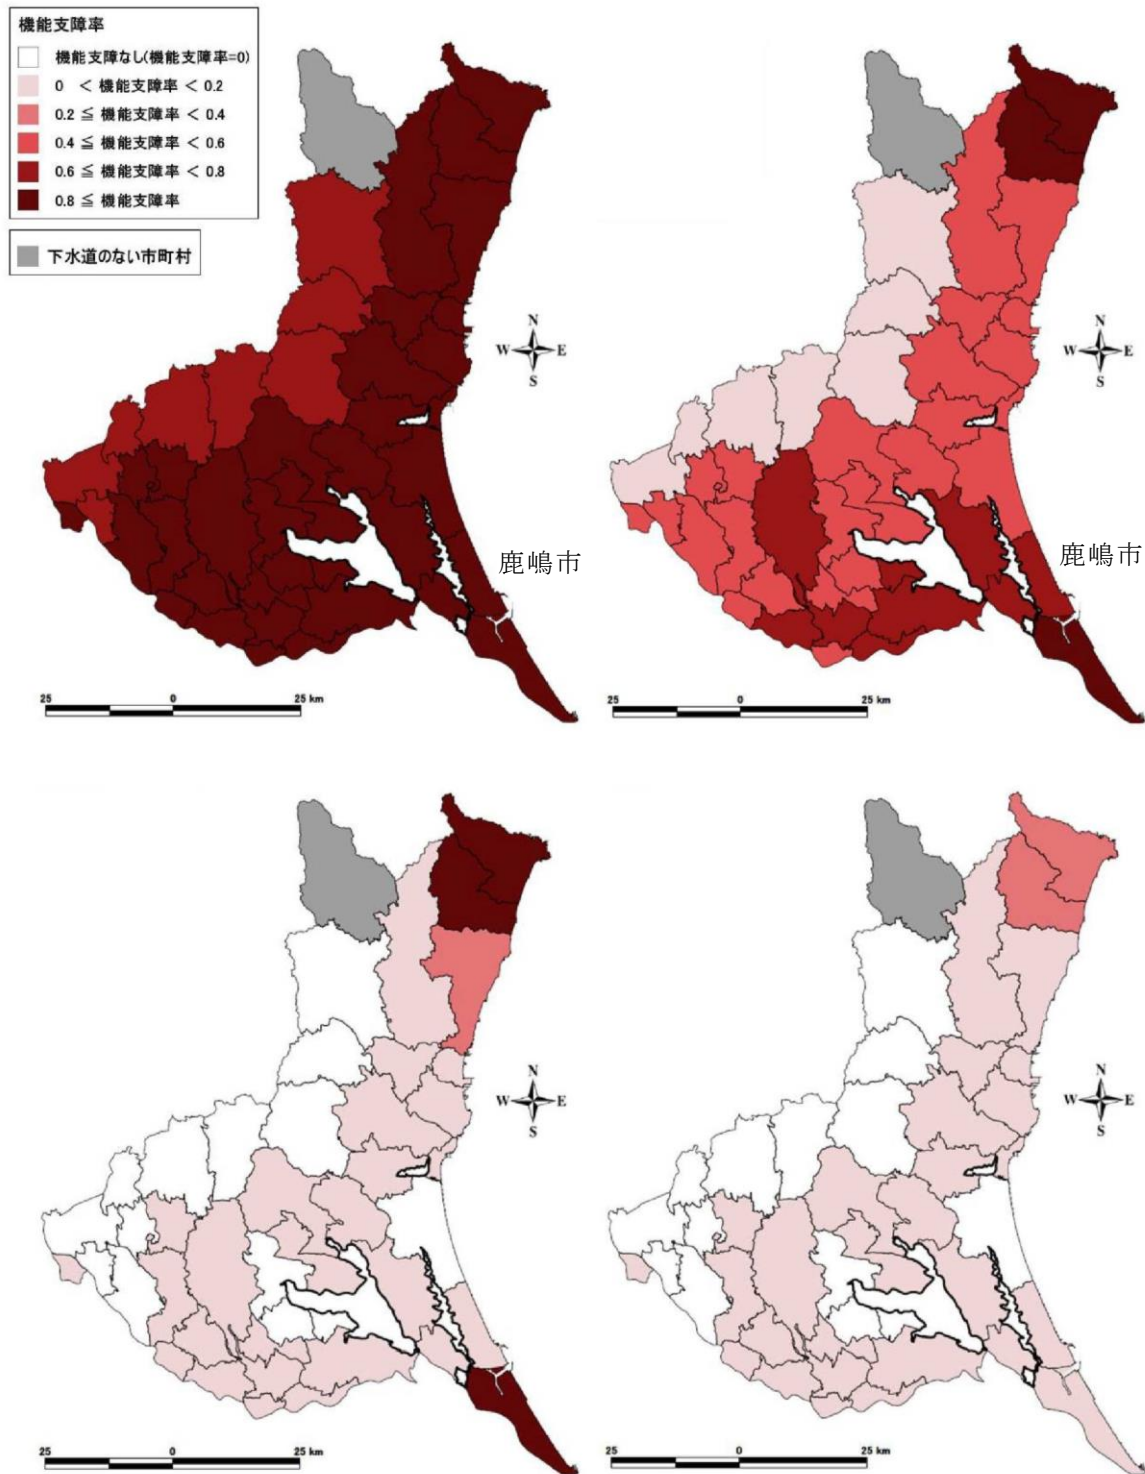 機能支障率
機能支障なし(機能支障率=0)
0 < 機能支障率 < 0.2
0.2 ≦ 機能支障率 < 0.4
0.4 ≦ 機能支障率 < 0.6
0.6 ≦ 機能支障率 < 0.8
0.8 ≦ 機能支障率
下水道のない市町村
N
W E
S
鹿嶋市
25 0 25 km
N
W E
S
鹿嶋市
25 0 25 km
N
W E
S
25 0 25 km
N
W E
S
25 0 25 km